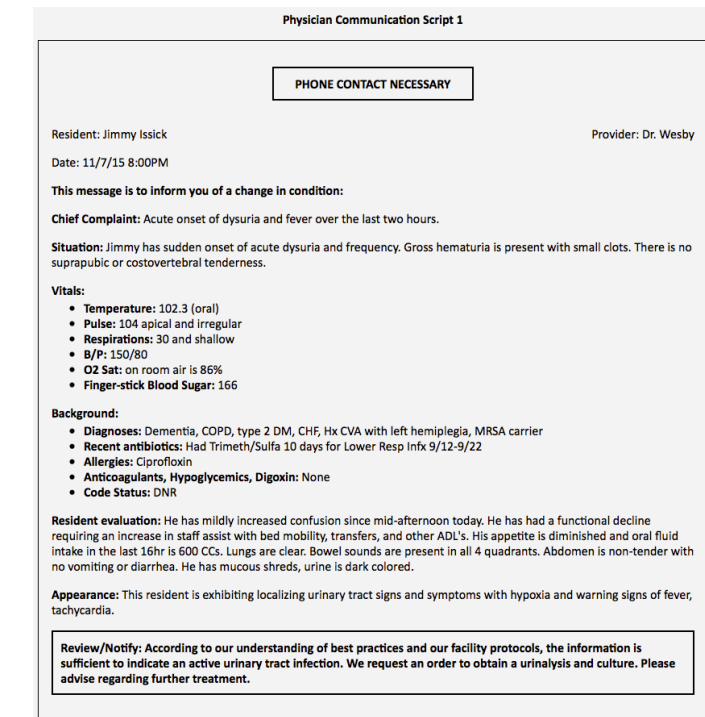 Physician Communication Script 1
PHONE CONTACT NECESSARY
Resident: Jimmy Issick Provider: Dr. Wesby
Date: 11/7/15 8:00PM
This message is to inform you of a change in condition:
Chief Complaint: Acute onset of dysuria and fever over the last two hours.
Situation: Jimmy has sudden onset of acute dysuria and frequency. Gross hematuria is present with small clots. There is no
suprapubic or costovertebral tenderness.
Vitals:
• Temperature: 102.3 (oral)
• Pulse: 104 apical and irregular
• Respirations: 30 and shallow
• B/P: 150/80
• O2 Sat: on room air is 86%
• Finger-stick Blood Sugar: 166
Background:
• Diagnoses: Dementia, COPD, type 2 DM, CHF, Hx CVA with left hemiplegia, MRSA carrier
• Recent antibiotics: Had Trimeth/Sulfa 10 days for Lower Resp Infx 9/12-9/22
• Allergies: Ciprofloxin
• Anticoagulants, Hypoglycemics, Digoxin: None
• Code Status: DNR
Resident evaluation: He has mildly increased confusion since mid-afternoon today. He has had a functional decline
requiring an increase in staff assist with bed mobility, transfers, and other ADL's. His appetite is diminished and oral fluid
intake in the last 16hr is 600 CCs. Lungs are clear. Bowel sounds are present in all 4 quadrants. Abdomen is non-tender with
no vomiting or diarrhea. He has mucous shreds, urine is dark colored.
Appearance: This resident is exhibiting localizing urinary tract signs and symptoms with hypoxia and warning signs of fever,
tachycardia.
Review/Notify: According to our understanding of best practices and our facility protocols, the information is
sufficient to indicate an active urinary tract infection. We request an order to obtain a urinalysis and culture. Please
advise regarding further treatment.